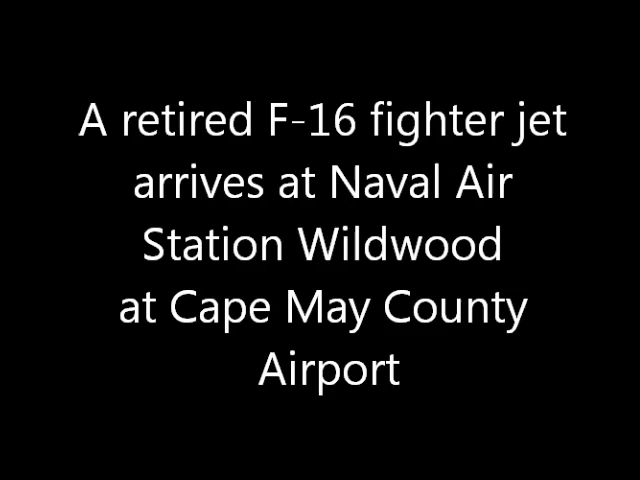 A retired F-16 fighter jet
arrives at Naval Air
Station Wildwood
at Cape May County
Airport